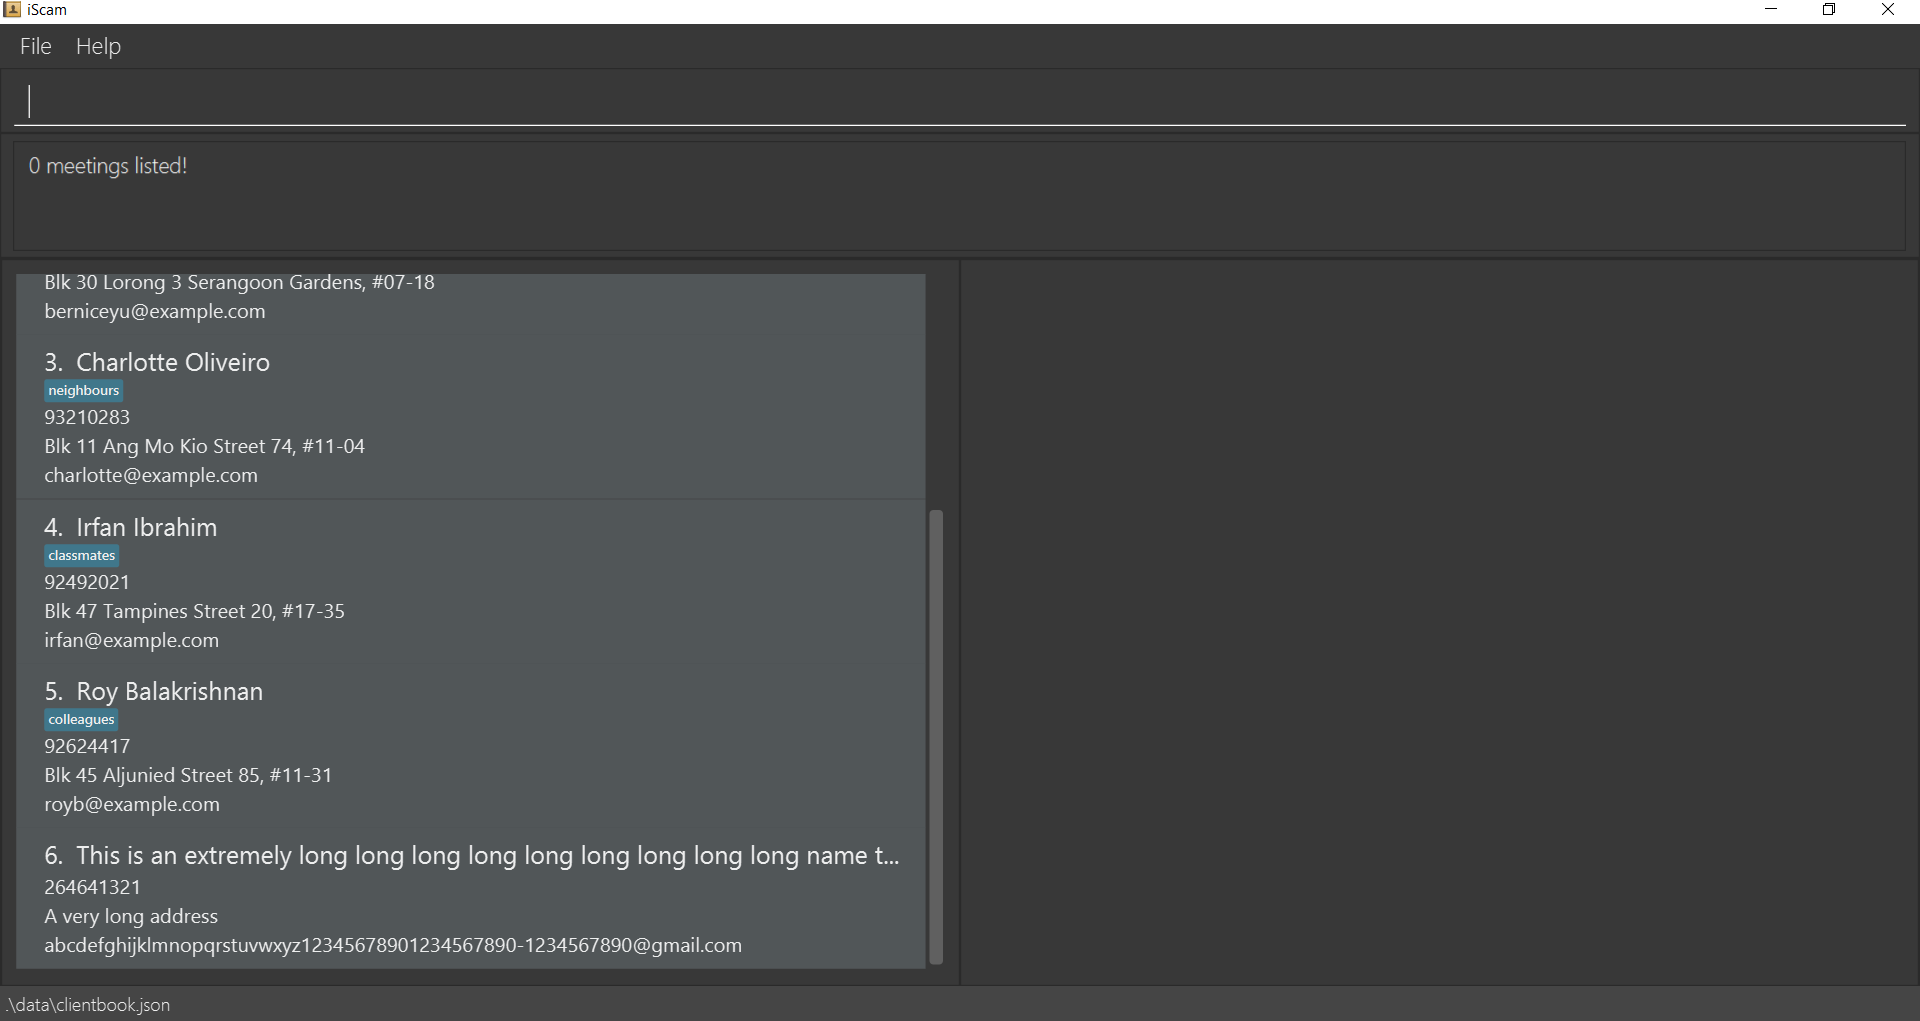 iScam
File Help
0 meetings listed!
Blk 30 Lorong 3 Serangoon Gardens, #07-18
berniceyu@example.com
3. Charlotte Oliveiro
neighbours
93210283
Blk 11 Ang Mo Kio Street 74, #11-04
charlotte@example.com
4. Irfan Ibrahim
classmates
92492021
Blk 47 Tampines Street 20, #17-35
irfan@example.com
5. Roy Balakrishnan
colleagues
92624417
Blk 45 Aljunied Street 85, #11-31
royb@example.com
6. This is an extremely long long long long long long long long long name t...
264641321
A very long address
abcdefghijklmnopqrstuvwxyz12345678901234567890-1234567890@gmail.com
.\data\clientbook.json